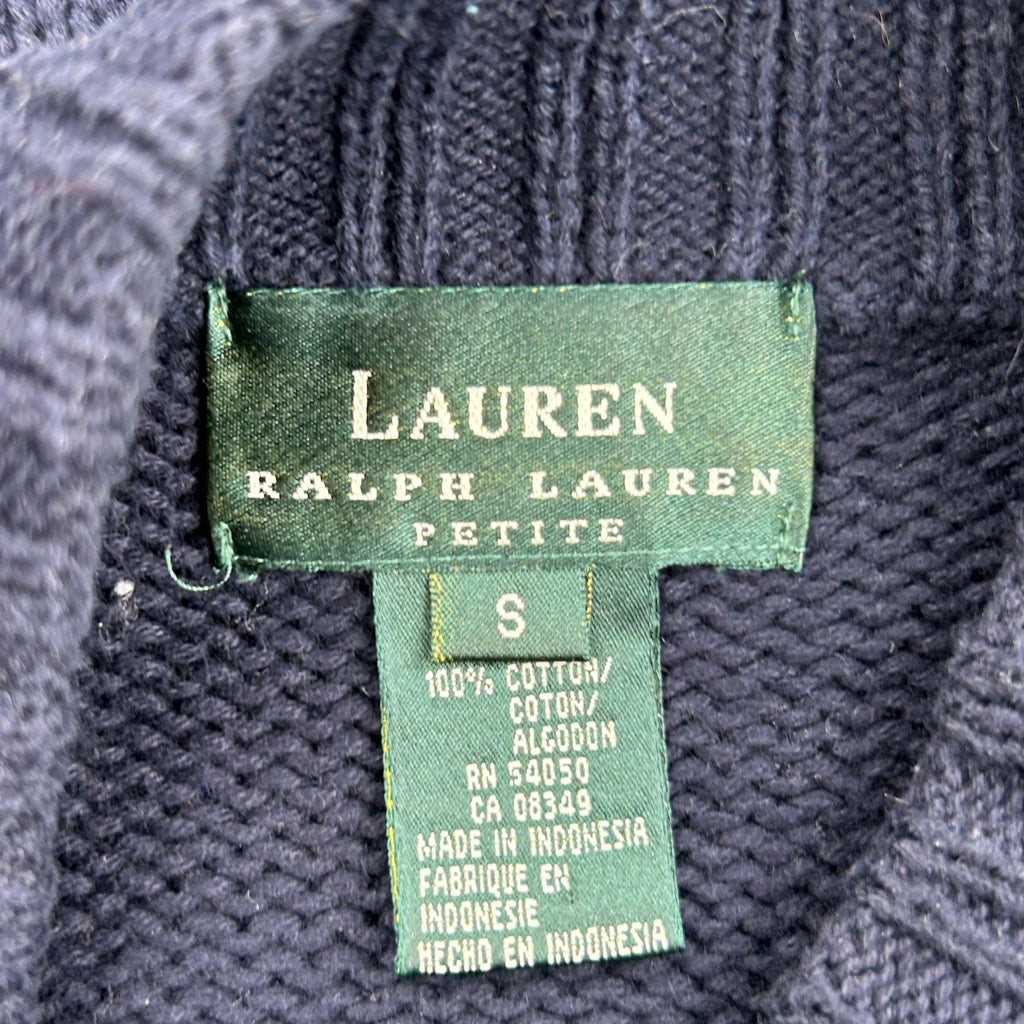 LAUREN
RALPH LAUREN
PETITE
S
100% COTTON/
COTON/
ALGODON
RN 54050
CA 08349
MADE IN INDONESIA
FABRIQUE EN
INDONESIE
HECHO EN INDONESIA